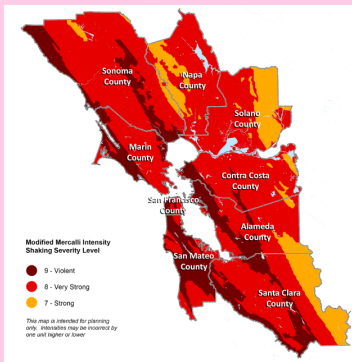 Sonoma
County
Napa
County
Solano
County
Marin
County
Contra Costa
County
San Francisco
County
Alameda
County
San Mateo
County
Santa Clara
County
Modified Mercalli Intensity
Shaking Severity Level
9 - Violent
8 - Very Strong
7 - Strong
This map is intended for planning
only. Intensities may be incorrect by
one unit higher or lower